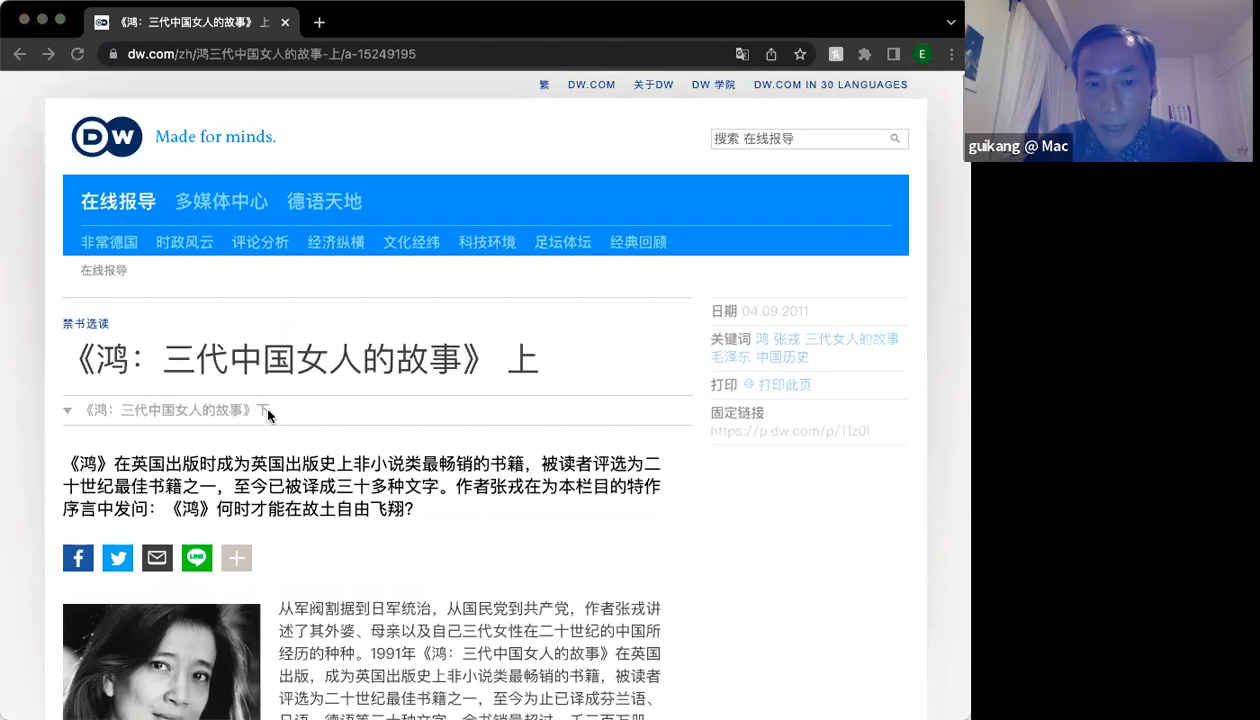 《鸿：三代中国女人的故事》 上
dw.com/zh/鸿三代中国女人的故事-上/a-15249195
E
guikang @ Mac
繁 DW.COM 关于DW DW 学院 DW.COM IN 30 LANGUAGES
DW Made for minds.
搜索 在线报导
在线报导 多媒体中心 德语天地
非常德国 时政风云 评论分析 经济纵横 文化经纬 科技环境 足坛体坛 经典回顾
在线报导
禁书选读
《鸿：三代中国女人的故事》 上
《鸿：三代中国女人的故事》下
《鸿》在英国出版时成为英国出版史上非小说类最畅销的书籍，被读者评选为二
十世纪最佳书籍之一，至今已被译成三十多种文字。作者张戎在为本栏目的特作
序言中发问：《鸿》何时才能在故土自由飞翔?
LINE
从军阀割据到日军统治，从国民党到共产党，作者张戎讲
述了其外婆、母亲以及自己三代女性在二十世纪的中国所
经历的种种。1991年《鸿：三代中国女人的故事》在英国
出版，成为英国出版史上非小说类最畅销的书籍，被读者
评选为二十世纪最佳书籍之一，至今为止已译成芬兰语、
日期 04.09.2011
关键词 鸿 张戎 三代女人的故事
毛泽东 中国历史
打印 打印此页
固定链接
https://p.dw.com/p/11z0I